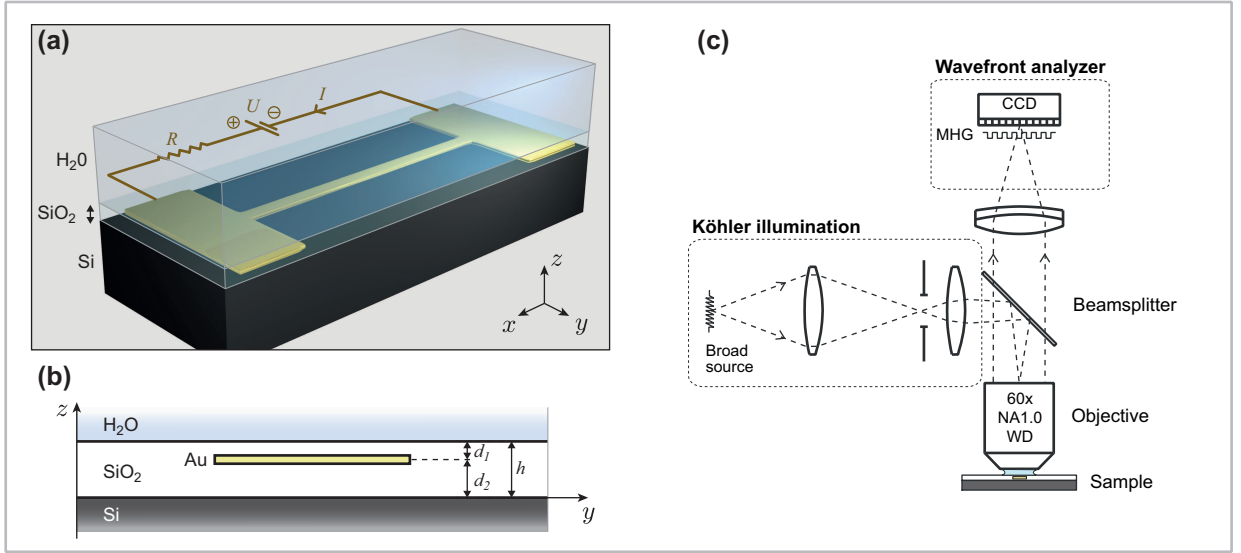 (a)
U
I
R
H₂0
SiO₂
Si
z
x
y
(b)
z
H₂O
Au
SiO₂
d₁
d₂
h
Si
y
(c)
Wavefront analyzer
CCD
MHG
Köhler illumination
Broad
source
Beamsplitter
60x
NA1.0
WD
Objective
Sample